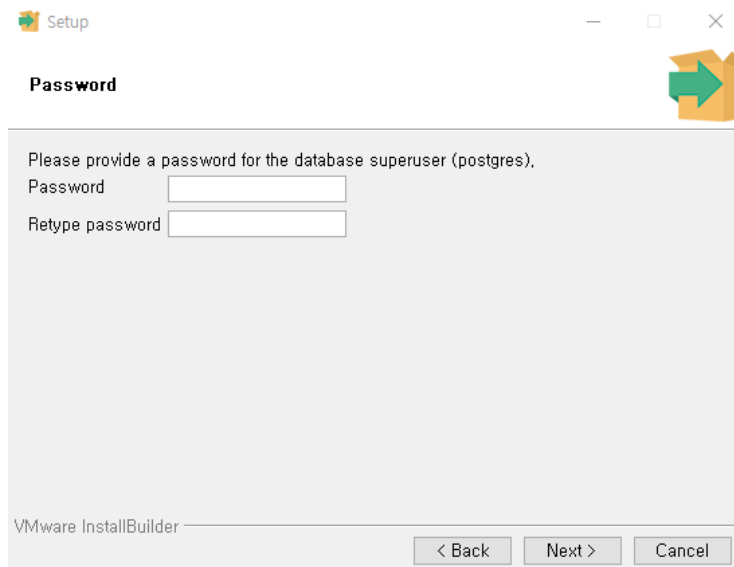 Setup
Password
Please provide a password for the database superuser (postgres),
Password
Retype password
VMware InstallBuilder
< Back
Next >
Cancel